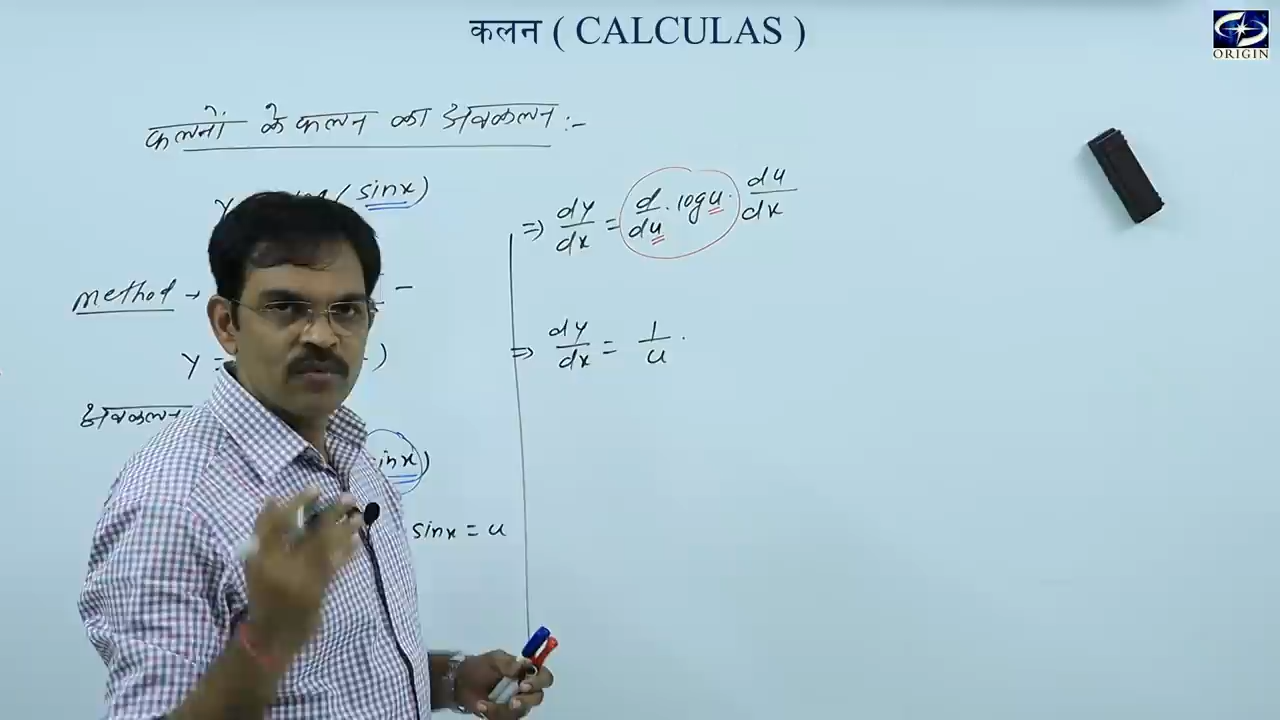 कलन ( CALCULAS )
ORIGIN
कलनों के कलन का अवकलन :-
y sinx)
method → -
y = )
अवकलन
sinx)
sinx = u
⇒ dy/dx = d/du . logu . du/dx
⇒ dy/dx = 1/u .